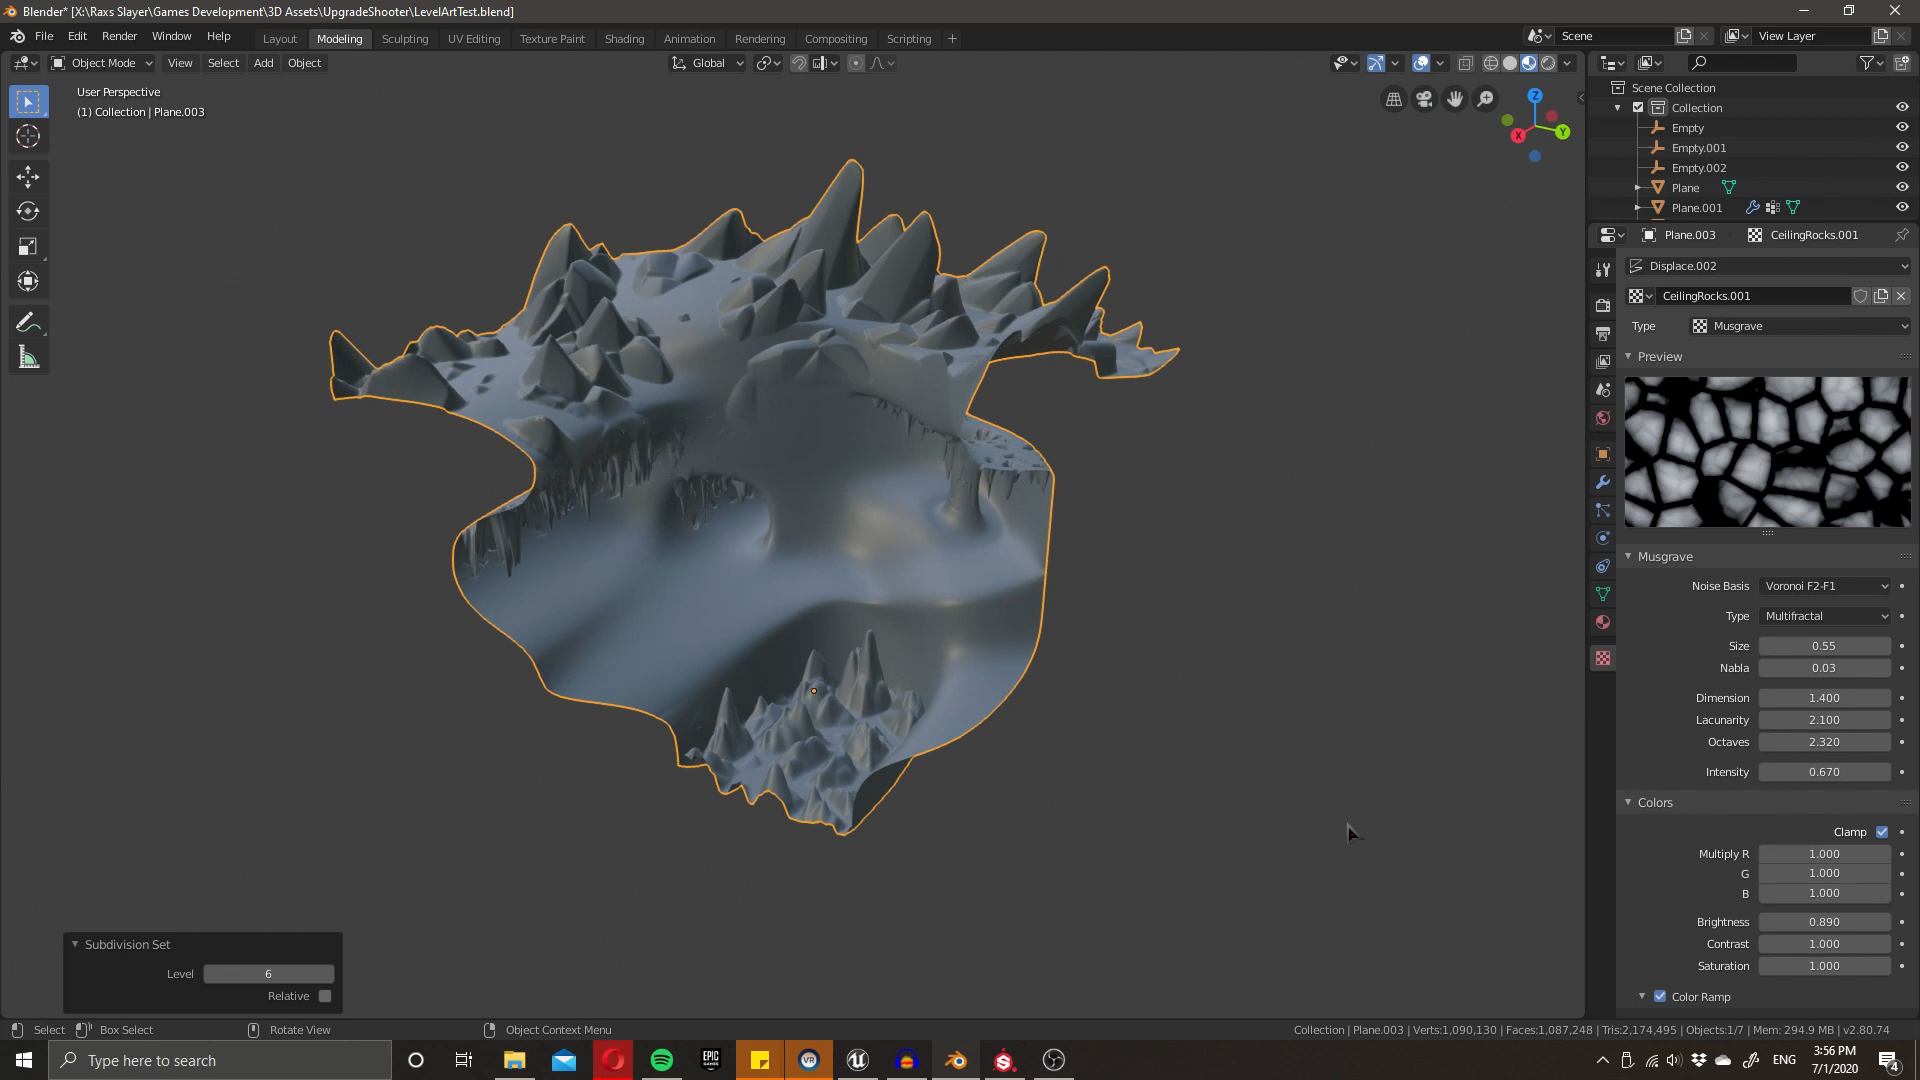 Blender* [X:\Raxs Slayer\Games Development\3D Assets\UpgradeShooter\LevelArtTest.blend]
File Edit Render Window Help
Layout Modeling Sculpting UV Editing Texture Paint Shading Animation Rendering Compositing Scripting +
Scene
View Layer
Object Mode View Select Add Object
Global
User Perspective
(1) Collection | Plane.003
Z
X
Y
Scene Collection
Collection
Empty
Empty.001
Empty.002
Plane
Plane.001
Plane.003 CeilingRocks.001
Displace.002
CeilingRocks.001
Type Musgrave
Preview
Musgrave
Noise Basis Voronoi F2-F1
Type Multifractal
Size 0.55
Nabla 0.03
Dimension 1.400
Lacunarity 2.100
Octaves 2.320
Intensity 0.670
Colors
Clamp
Multiply R 1.000
G 1.000
B 1.000
Brightness 0.890
Contrast 1.000
Saturation 1.000
Color Ramp
Subdivision Set
Level 6
Relative
Select Box Select Rotate View Object Context Menu
Collection | Plane.003 | Verts:1,090,130 | Faces:1,087,248 | Tris:2,174,495 | Objects:1/7 | Mem: 294.9 MB | v2.80.74
Type here to search
EPIC
GAMES
VR
ENG
3:56 PM
7/1/2020
4